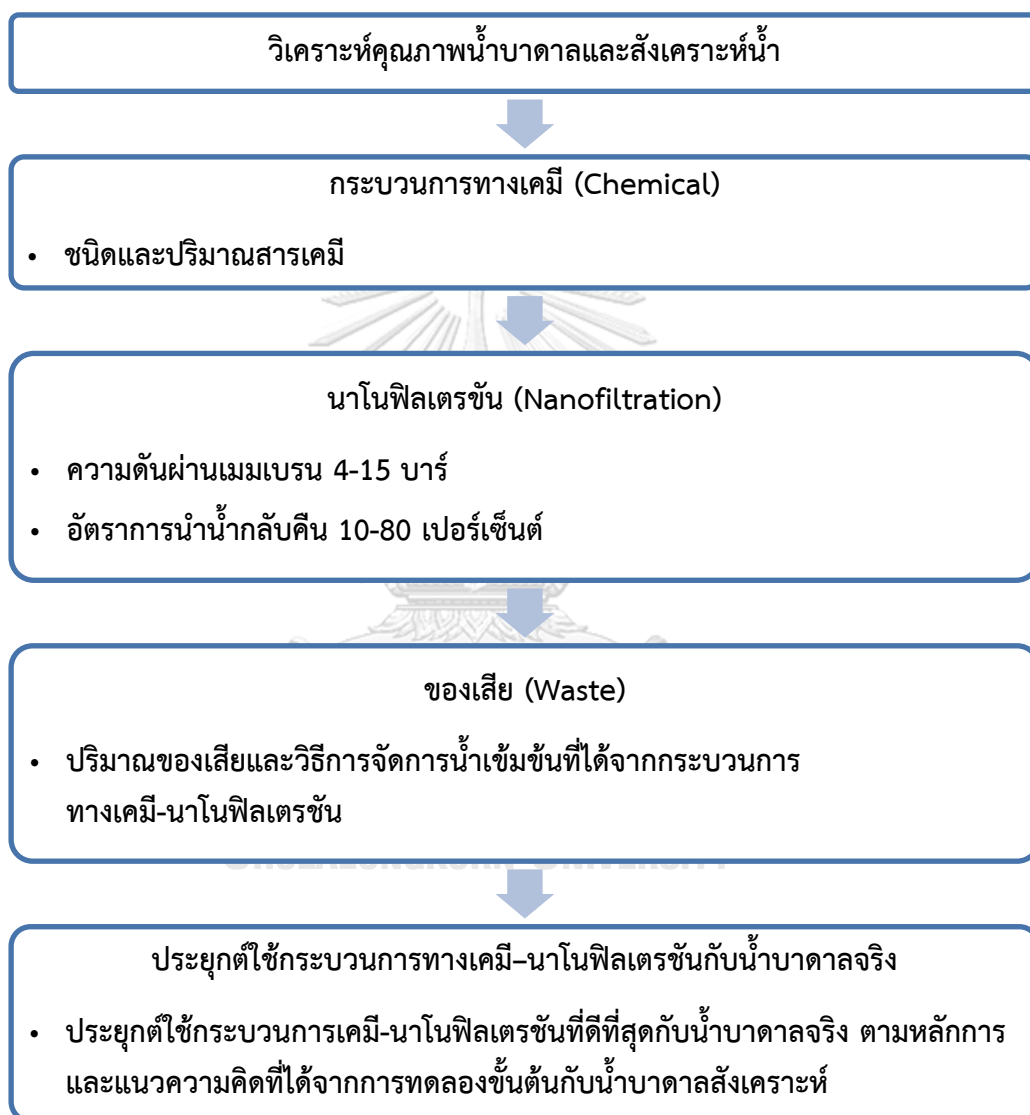 วิเคราะห์คุณภาพน้ำบาดาลและสังเคราะห์น้ำ
กระบวนการทางเคมี (Chemical)
• ชนิดและปริมาณสารเคมี
นาโนฟิลเตรขัน (Nanofiltration)
• ความดันผ่านเมมเบรน 4-15 บาร์
• อัตราการนำน้ำกลับคืน 10-80 เปอร์เซ็นต์
ของเสีย (Waste)
• ปริมาณของเสียและวิธีการจัดการน้ำเข้มข้นที่ได้จากกระบวนการ
ทางเคมี-นาโนฟิลเตรชัน
ประยุกต์ใช้กระบวนการทางเคมี–นาโนฟิลเตรชันกับน้ำบาดาลจริง
• ประยุกต์ใช้กระบวนการเคมี-นาโนฟิลเตรชันที่ดีที่สุดกับน้ำบาดาลจริง ตามหลักการ
และแนวความคิดที่ได้จากการทดลองขั้นต้นกับน้ำบาดาลสังเคราะห์